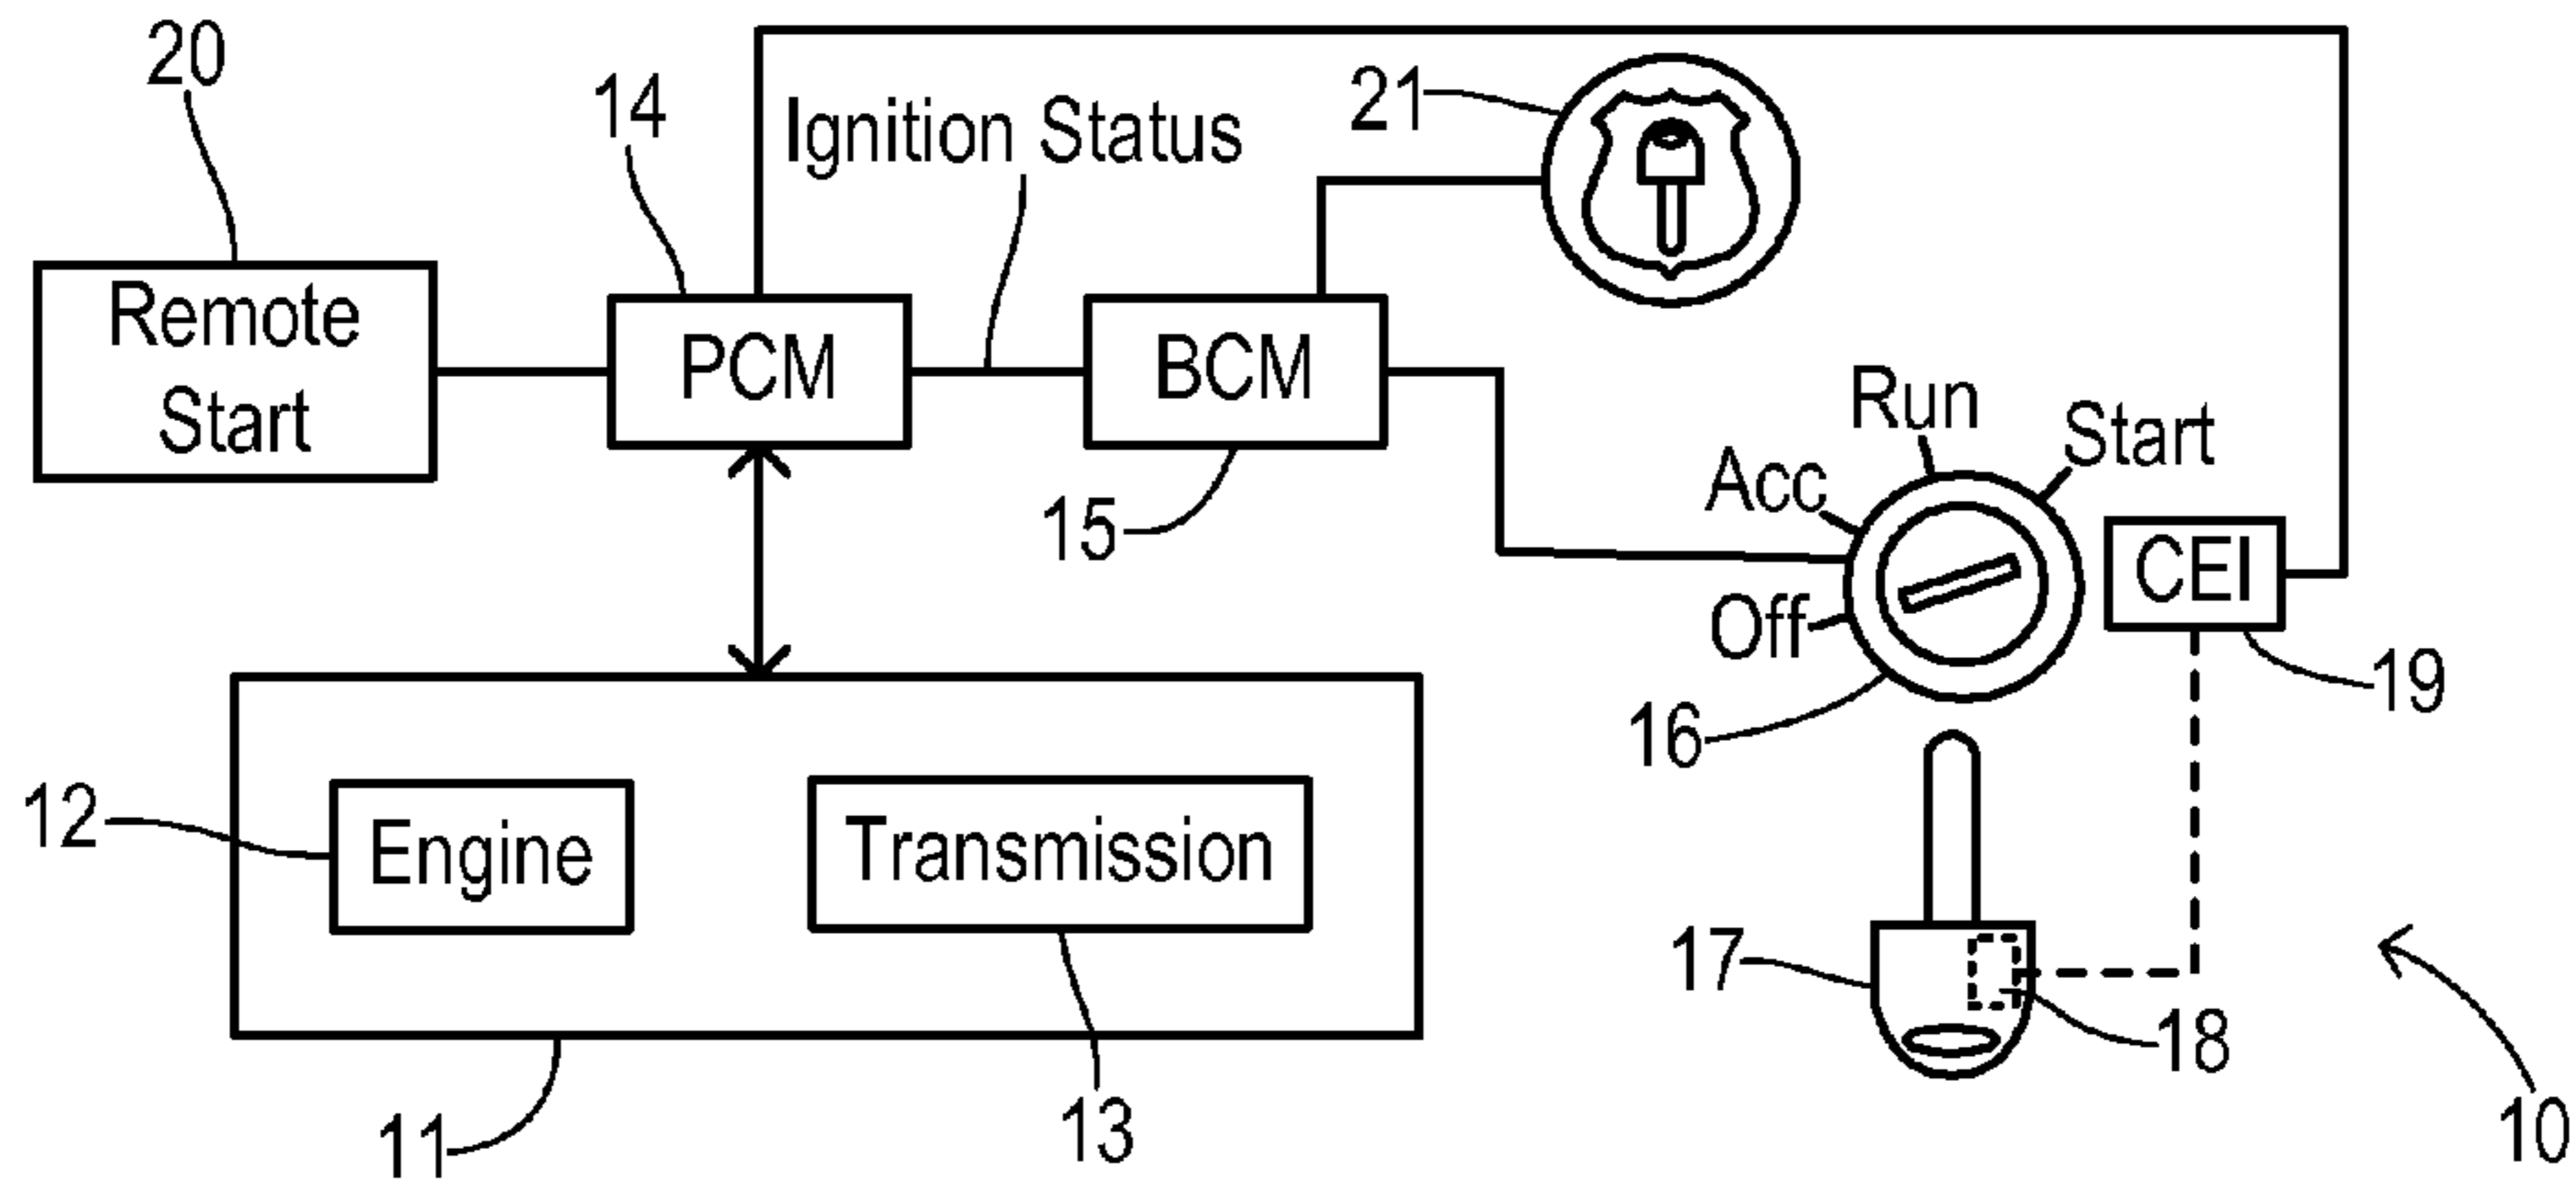 20
14
Ignition Status
21
Remote
Start
PCM
BCM
Run
Start
Acc
15
CEI
Off
19
16
12
Engine
Transmission
17
18
11
13
10